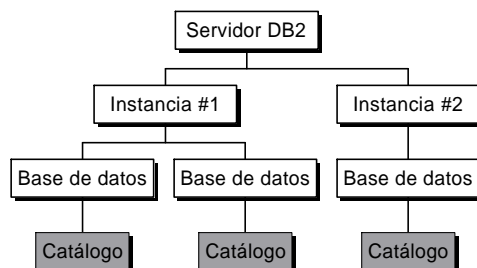 Servidor DB2
Instancia #1
Instancia #2
Base de datos
Base de datos
Base de datos
Catálogo
Catálogo
Catálogo